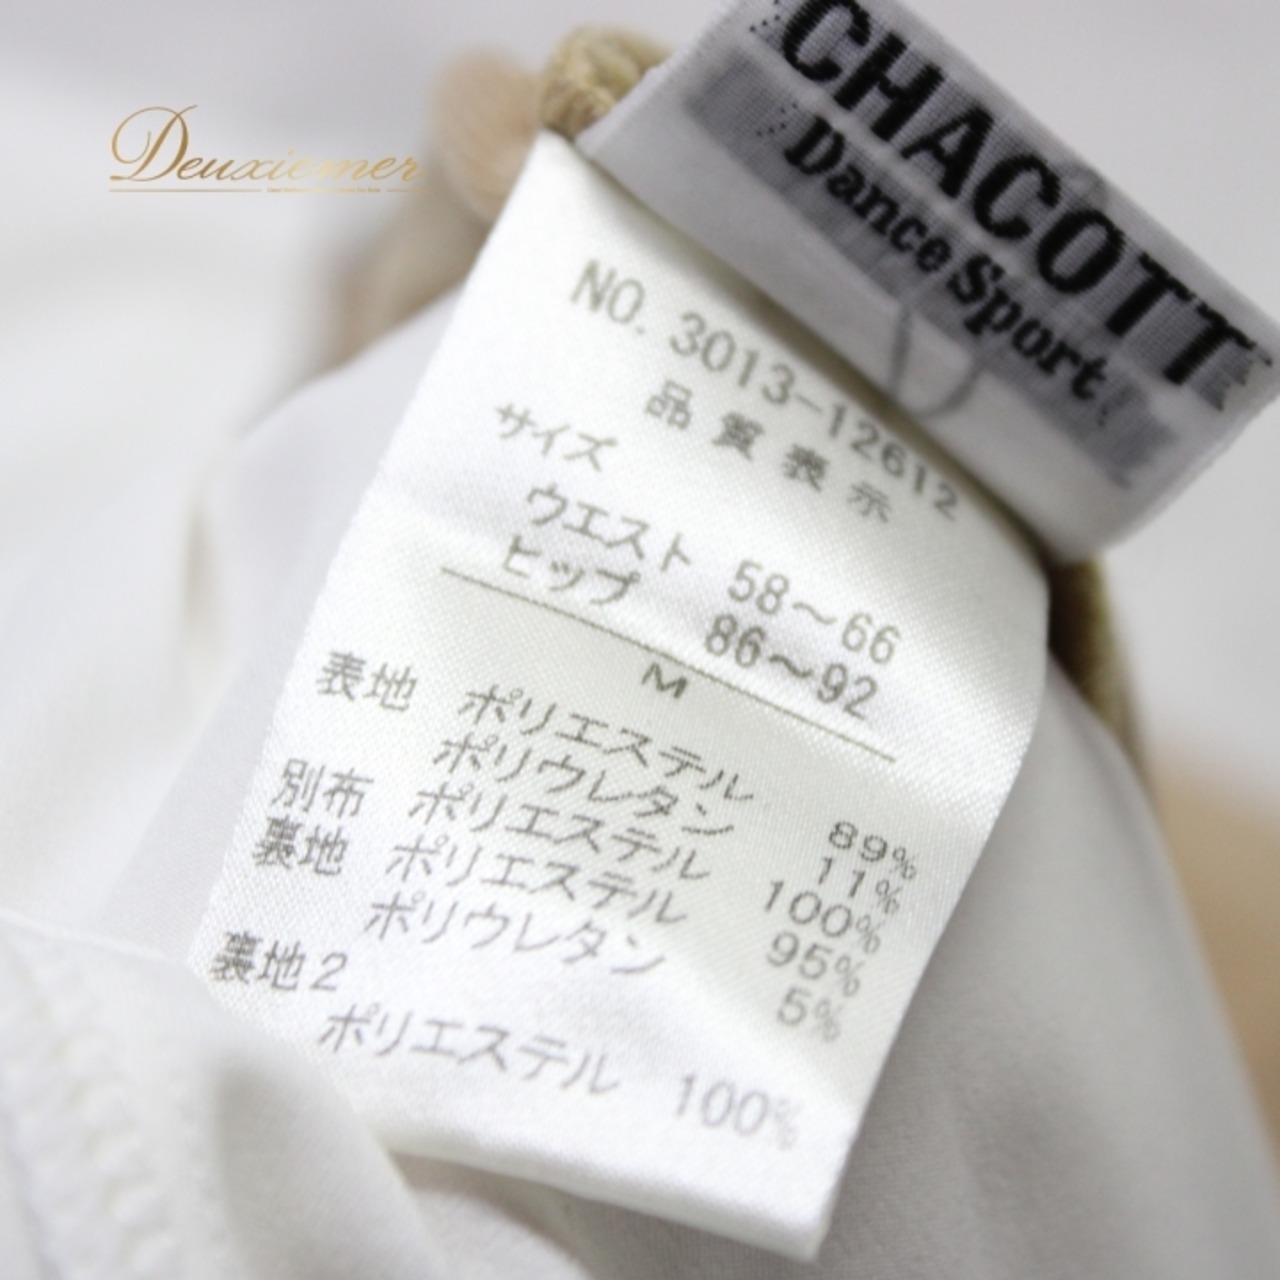 Deuxiemer
CHACOTT
Dance Sport
NO. 3013-12612
品質表示
サイズ
ウエスト 58～66
ヒップ 86～92
M
表地 ポリエステル 89%
ポリウレタン 11%
別布 ポリエステル 100%
裏地 ポリエステル 95%
ポリウレタン 5%
裏地2
ポリエステル 100%